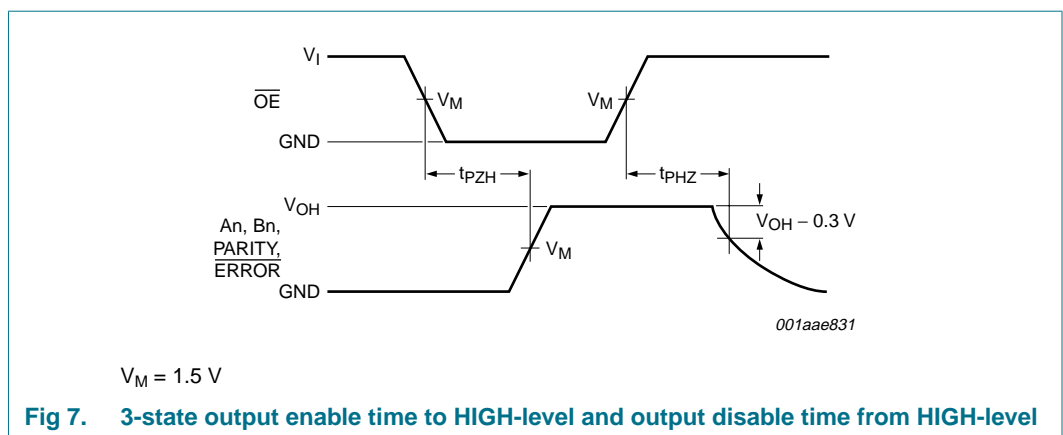 V_I
V_M
V_M
OE
GND
t_PZH
t_PHZ
V_OH
V_OH − 0.3 V
An, Bn,
PARITY,
ERROR
V_M
GND
001aae831
V_M = 1.5 V
Fig 7. 3-state output enable time to HIGH-level and output disable time from HIGH-level